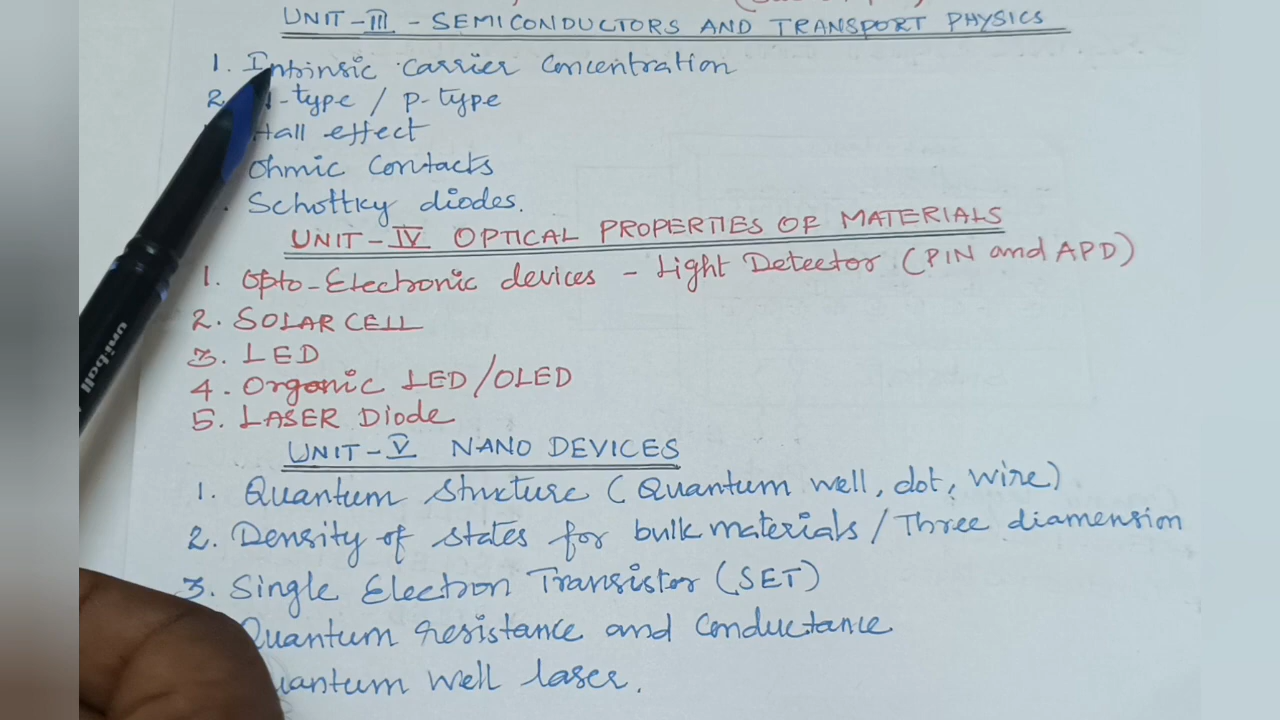 UNIT-III - SEMICONDUCTORS AND TRANSPORT PHYSICS
1. Intrinsic carrier concentration
2. -type / p-type
Hall effect
Ohmic contacts
. Schottky diodes.
UNIT-IV OPTICAL PROPERTIES OF MATERIALS
1. Opto-Electronic devices - Light Detector (PIN and APD)
2. SOLAR CELL
3. LED
4. Organic LED/OLED
5. LASER Diode
UNIT-V NANO DEVICES
1. Quantum Structure (Quantum well, dot, wire)
2. Density of states for bulk materials / Three diamension
3. Single Electron Transistor (SET)
Quantum resistance and conductance
uantum well laser.
uniball